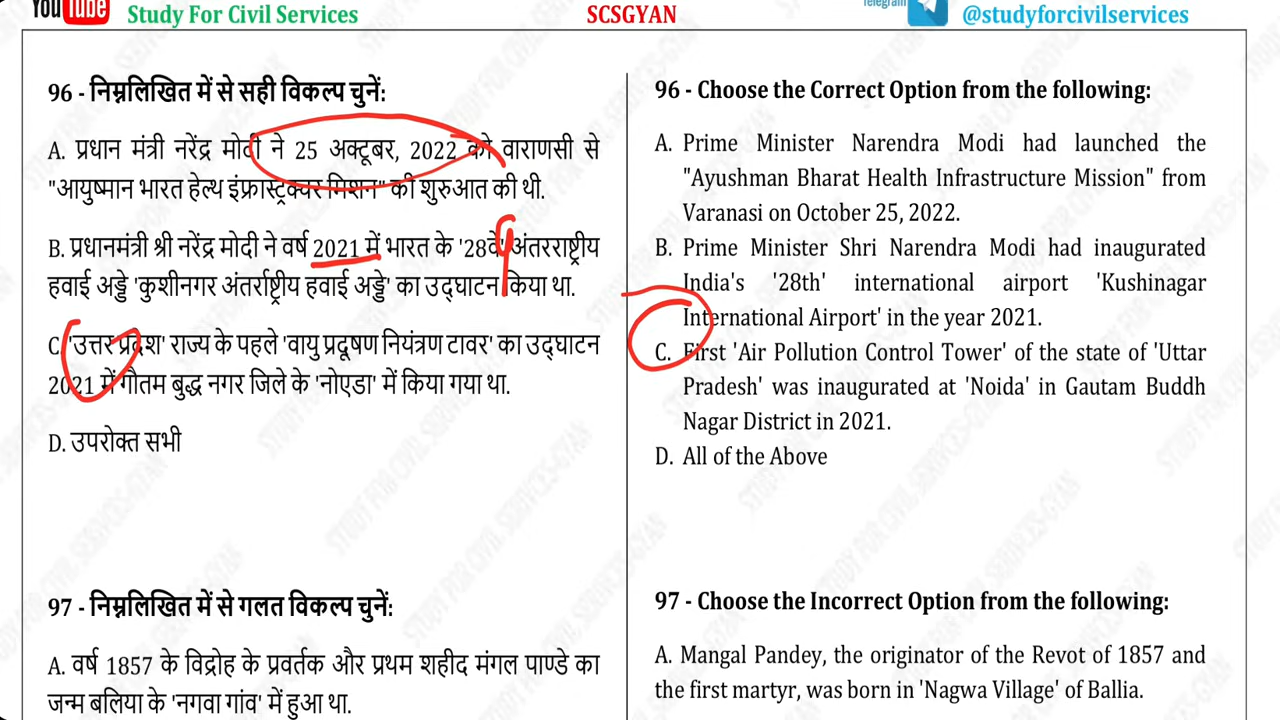 YouTube Study For Civil Services SCSGYAN Telegram @studyforcivilservices
96 - निम्नलिखित में से सही विकल्प चुनें:
A. प्रधान मंत्री नरेंद्र मोदी ने 25 अक्टूबर, 2022 को वाराणसी से
"आयुष्मान भारत हेल्थ इंफ्रास्ट्रक्चर मिशन" की शुरुआत की थी.
B. प्रधानमंत्री श्री नरेंद्र मोदी ने वर्ष 2021 में भारत के '28वें' अंतरराष्ट्रीय
हवाई अड्डे 'कुशीनगर अंतर्राष्ट्रीय हवाई अड्डे' का उद्घाटन किया था.
C. 'उत्तर प्रदेश' राज्य के पहले 'वायु प्रदूषण नियंत्रण टावर' का उद्घाटन
2021 में गौतम बुद्ध नगर जिले के 'नोएडा' में किया गया था.
D. उपरोक्त सभी
97 - निम्नलिखित में से गलत विकल्प चुनें:
A. वर्ष 1857 के विद्रोह के प्रवर्तक और प्रथम शहीद मंगल पाण्डे का
जन्म बलिया के 'नगवा गांव' में हुआ था.
96 - Choose the Correct Option from the following:
A. Prime Minister Narendra Modi had launched the
"Ayushman Bharat Health Infrastructure Mission" from
Varanasi on October 25, 2022.
B. Prime Minister Shri Narendra Modi had inaugurated
India's '28th' international airport 'Kushinagar
International Airport' in the year 2021.
C. First 'Air Pollution Control Tower' of the state of 'Uttar
Pradesh' was inaugurated at 'Noida' in Gautam Buddh
Nagar District in 2021.
D. All of the Above
97 - Choose the Incorrect Option from the following:
A. Mangal Pandey, the originator of the Revot of 1857 and
the first martyr, was born in 'Nagwa Village' of Ballia.
STUDY FOR CIVIL SERVICES-GYAN